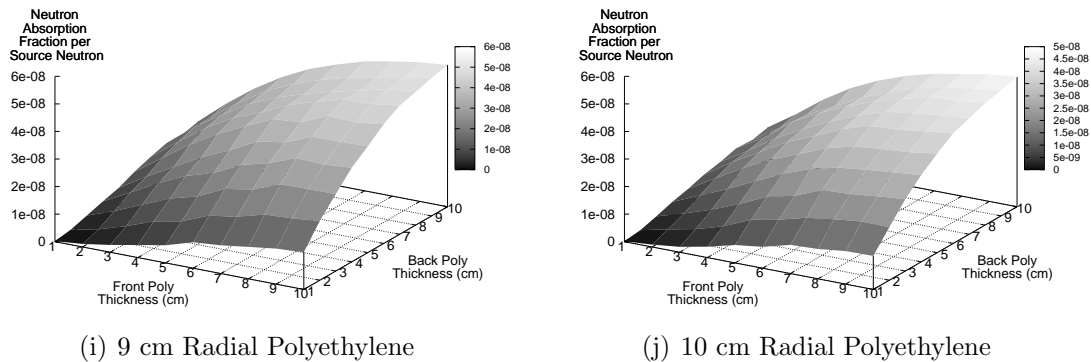 Neutron
Absorption
Fraction per
Source Neutron
6e-08
5e-08
4e-08
3e-08
2e-08
1e-08
0
6e-08
5e-08
4e-08
3e-08
2e-08
1e-08
0
1 2 3 4 5 6 7 8 9 10
Front Poly
Thickness (cm)
1 2 3 4 5 6 7 8 9 10
Back Poly
Thickness (cm)
(i) 9 cm Radial Polyethylene
Neutron
Absorption
Fraction per
Source Neutron
5e-08
4.5e-08
4e-08
3.5e-08
3e-08
2.5e-08
2e-08
1.5e-08
1e-08
5e-09
0
6e-08
5e-08
4e-08
3e-08
2e-08
1e-08
0
1 2 3 4 5 6 7 8 9 10
Front Poly
Thickness (cm)
1 2 3 4 5 6 7 8 9 10
Back Poly
Thickness (cm)
(j) 10 cm Radial Polyethylene